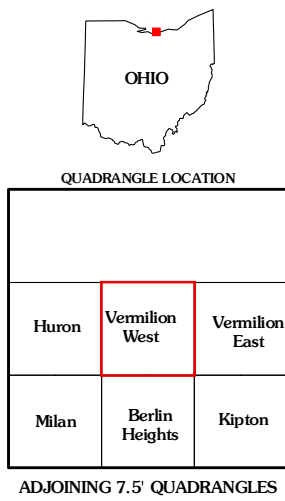 OHIO
QUADRANGLE LOCATION
Huron
Vermilion
West
Vermilion
East
Milan
Berlin
Heights
Kipton
ADJOINING 7.5' QUADRANGLES